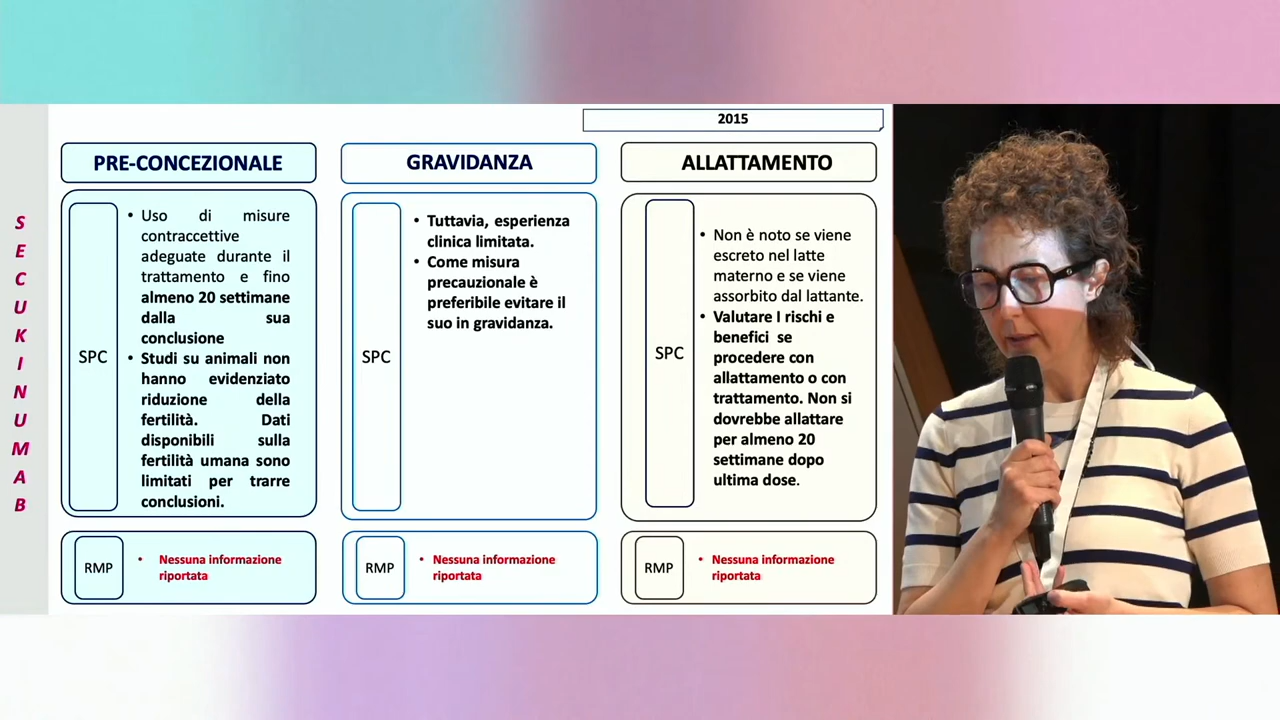 2015
PRE-CONCEZIONALE
GRAVIDANZA
ALLATTAMENTO
SECUKINUMAB
SPC
• Uso di misure
contraccettive
adeguate durante il
trattamento e fino
almeno 20 settimane
dalla sua
conclusione
• Studi su animali non
hanno evidenziato
riduzione della
fertilità. Dati
disponibili sulla
fertilità umana sono
limitati per trarre
conclusioni.
SPC
• Tuttavia, esperienza
clinica limitata.
• Come misura
precauzionale è
preferibile evitare il
suo in gravidanza.
SPC
• Non è noto se viene
escreto nel latte
materno e se viene
assorbito dal lattante.
• Valutare I rischi e
benefici se
procedere con
allattamento o con
trattamento. Non si
dovrebbe allattare
per almeno 20
settimane dopo
ultima dose.
RMP
• Nessuna informazione
riportata
RMP
• Nessuna informazione
riportata
RMP
• Nessuna informazione
riportata